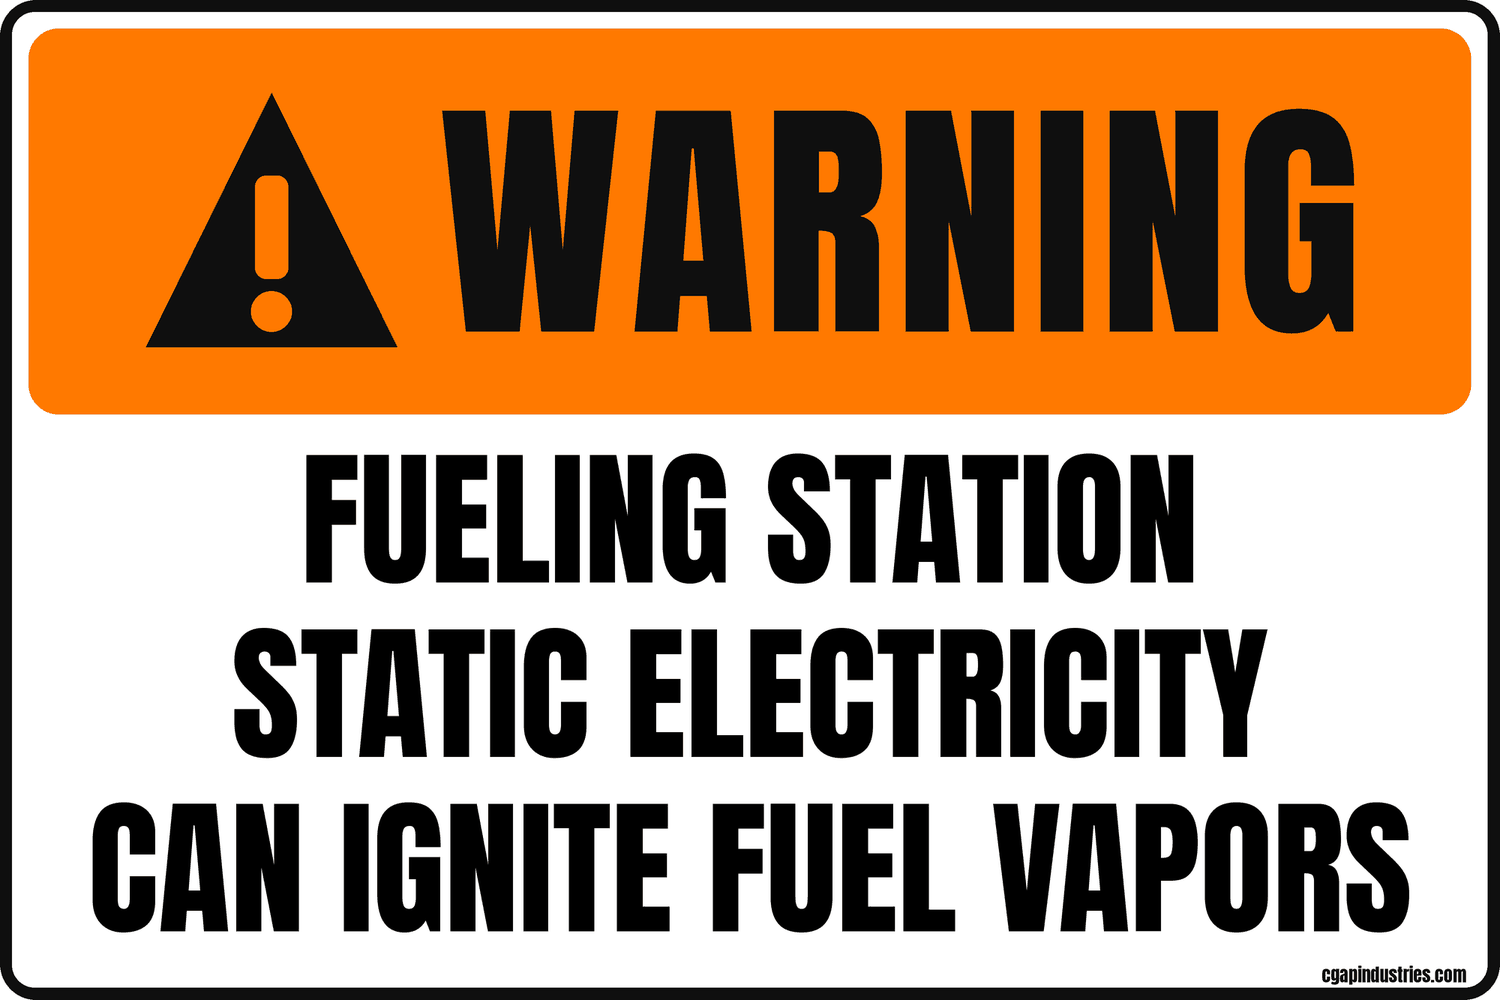 WARNING
FUELING STATION
STATIC ELECTRICITY
CAN IGNITE FUEL VAPORS
cgapindustries.com